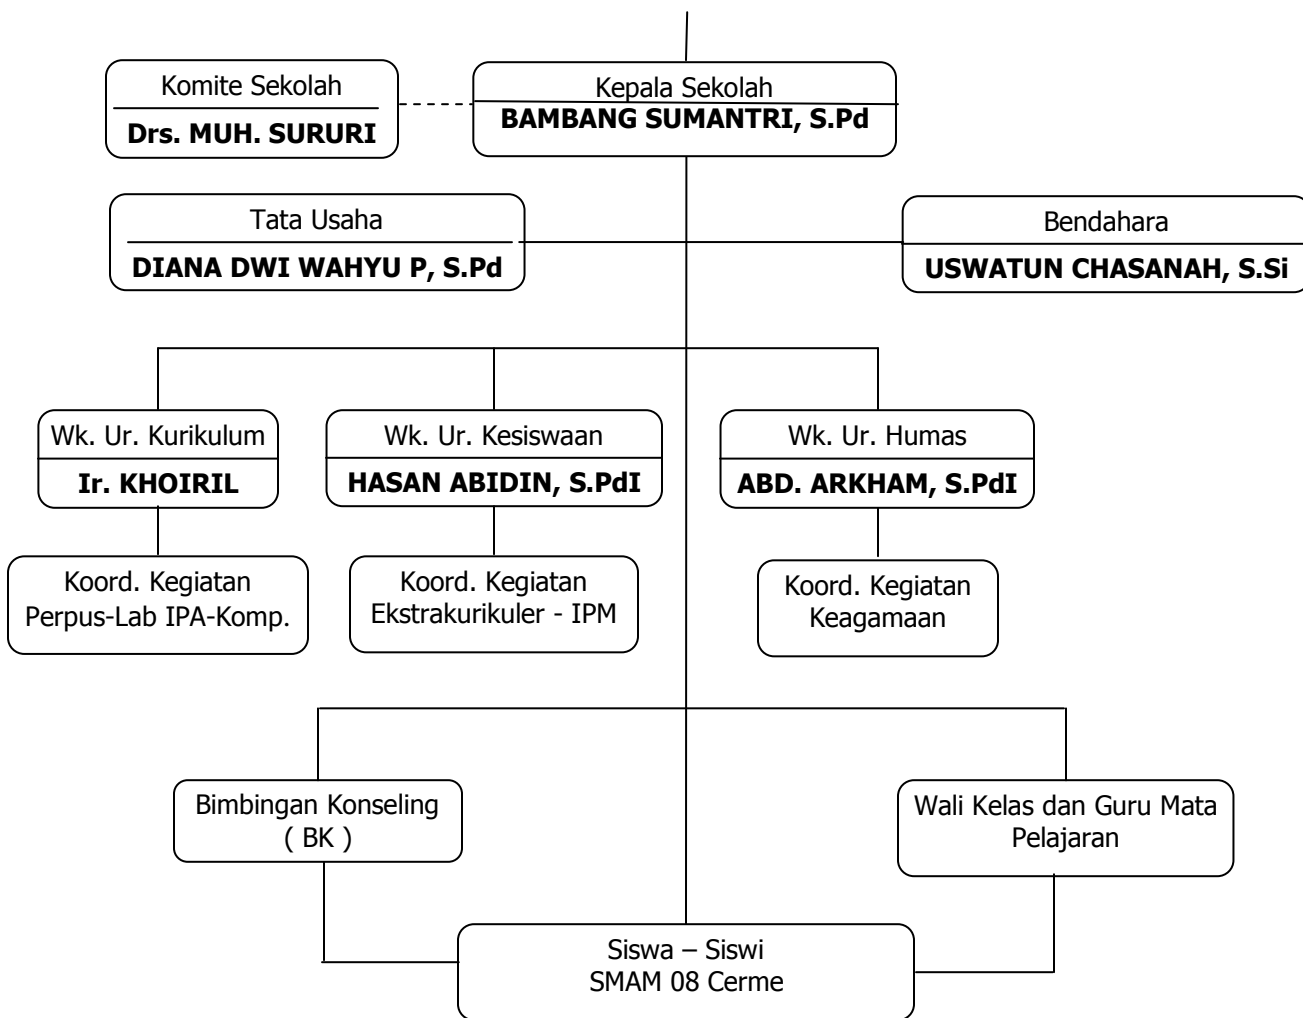 Komite Sekolah
Drs. MUH. SURURI
Kepala Sekolah
BAMBANG SUMANTRI, S.Pd
Tata Usaha
DIANA DWI WAHYU P, S.Pd
Bendahara
USWATUN CHASANAH, S.Si
Wk. Ur. Kurikulum
Ir. KHOIRIL
Wk. Ur. Kesiswaan
HASAN ABIDIN, S.PdI
Wk. Ur. Humas
ABD. ARKHAM, S.PdI
Koord. Kegiatan
Perpus-Lab IPA-Komp.
Koord. Kegiatan
Ekstrakurikuler - IPM
Koord. Kegiatan
Keagamaan
Bimbingan Konseling
( BK )
Wali Kelas dan Guru Mata
Pelajaran
Siswa – Siswi
SMAM 08 Cerme